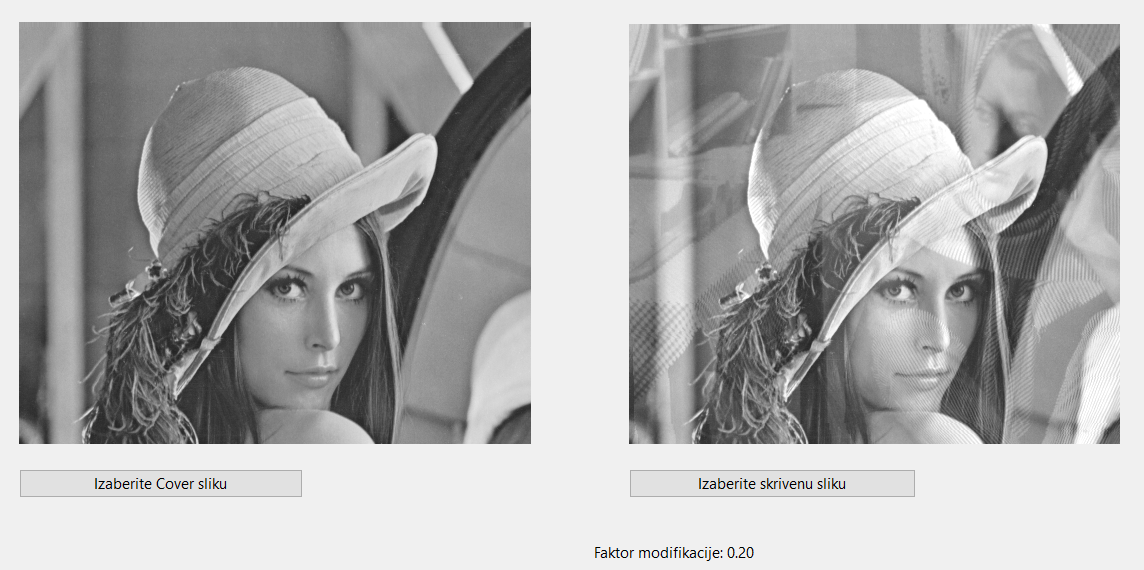 Izaberite Cover sliku
Izaberite skrivenu sliku
Faktor modifikacije: 0.20